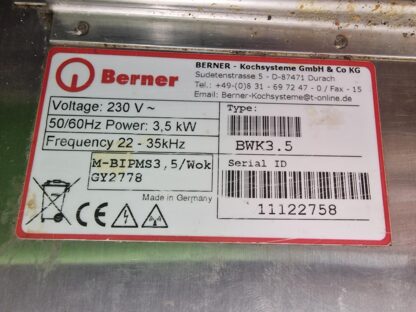 Berner
BERNER - Kochsysteme GmbH & Co KG
Sudetenstrasse 5 - D-87471 Durach
Tel.: +49-(0)8 31 - 69 72 47 - 0 / Fax - 15
Email: Berner-Kochsysteme@t-online.de
Voltage: 230 V ~
50/60Hz Power: 3,5 kW
Frequency 22 - 35kHz
M-BIPMS3,5/Wok
GY2778
Made in Germany
Type:
BWK3.5
Serial ID
11122758